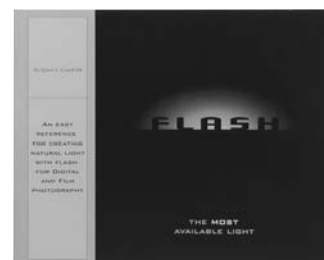 AN EASY
REFERENCE
FOR CREATING
NATURAL LIGHT
WITH FLASH
FOR DIGITAL
AND FILM
PHOTOGRAPHY
FLASH
THE MOST
AVAILABLE LIGHT